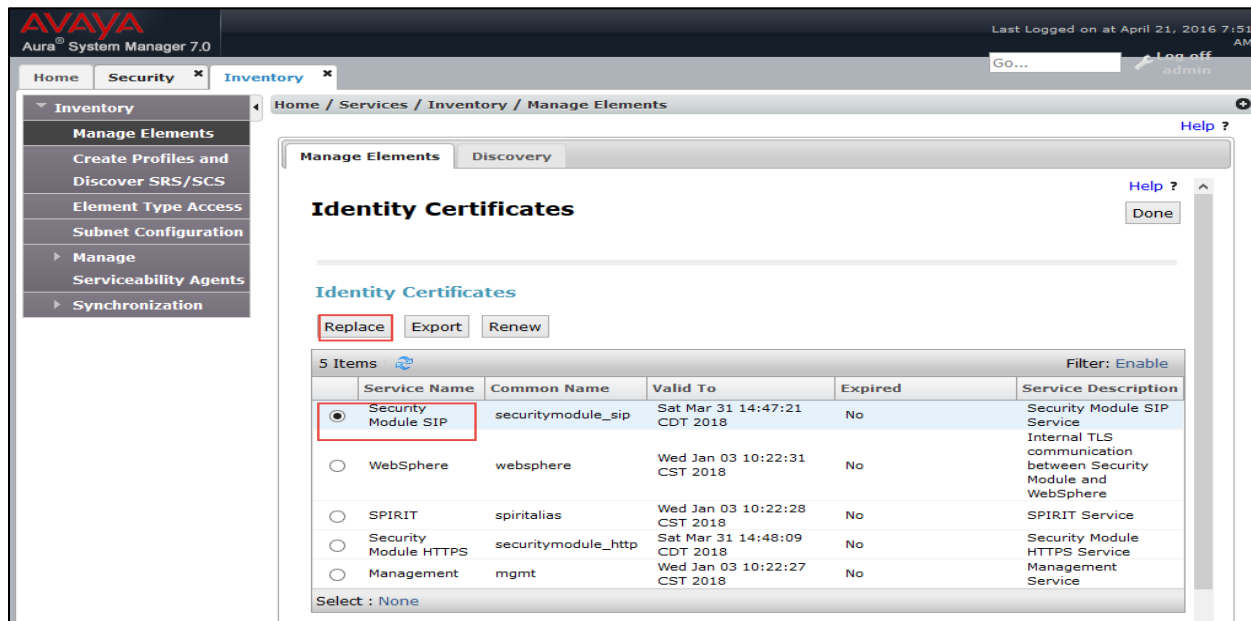 AVAYA
Aura® System Manager 7.0
Last Logged on at April 21, 2016 7:51
AM
Go...
Log off
admin
Home
Security
Inventory
Inventory
Manage Elements
Create Profiles and
Discover SRS/SCS
Element Type Access
Subnet Configuration
Manage
Serviceability Agents
Synchronization
Home / Services / Inventory / Manage Elements
Help ?
Manage Elements
Discovery
Help ?
Identity Certificates
Done
Identity Certificates
Replace
Export
Renew
5 Items
Filter: Enable
Service Name Common Name Valid To Expired Service Description
Security
Module SIP
securitymodule_sip
Sat Mar 31 14:47:21
CDT 2018
No
Security Module SIP
Service
WebSphere
websphere
Wed Jan 03 10:22:31
CST 2018
No
Internal TLS
communication
between Security
Module and
WebSphere
SPIRIT
spiritalias
Wed Jan 03 10:22:28
CST 2018
No
SPIRIT Service
Security
Module HTTPS
securitymodule_http
Sat Mar 31 14:48:09
CDT 2018
No
Security Module
HTTPS Service
Management
mgmt
Wed Jan 03 10:22:27
CST 2018
No
Management
Service
Select : None